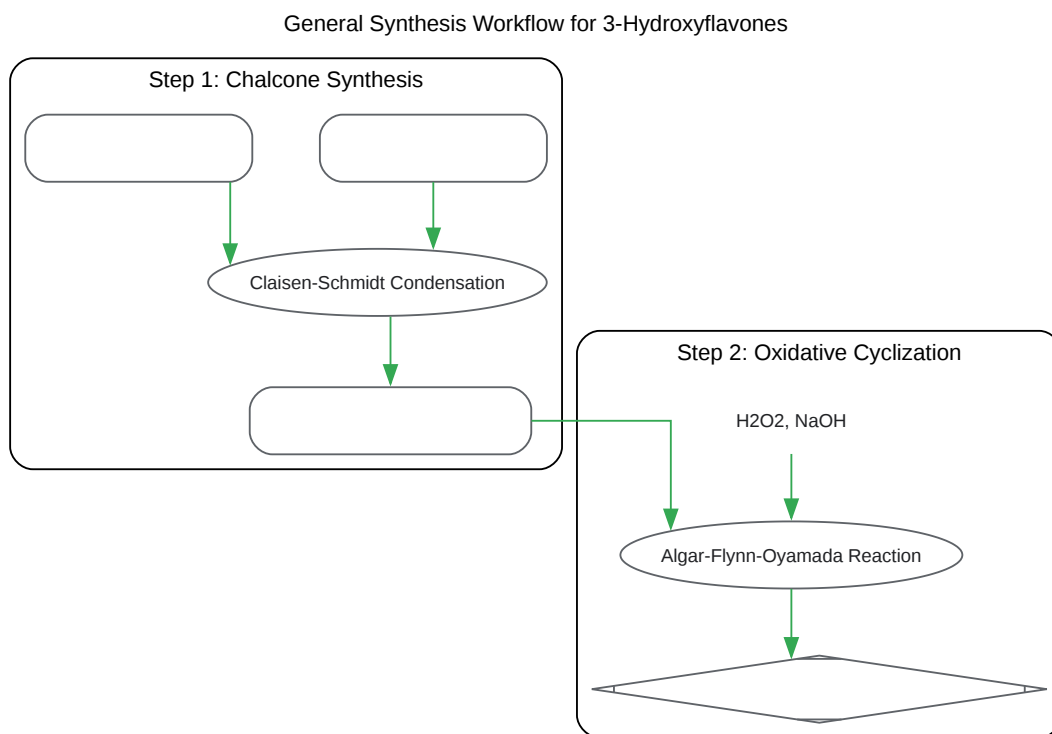 General Synthesis Workflow for 3-Hydroxyflavones
Step 1: Chalcone Synthesis
Claisen-Schmidt Condensation
Step 2: Oxidative Cyclization
H2O2, NaOH
Algar-Flynn-Oyamada Reaction